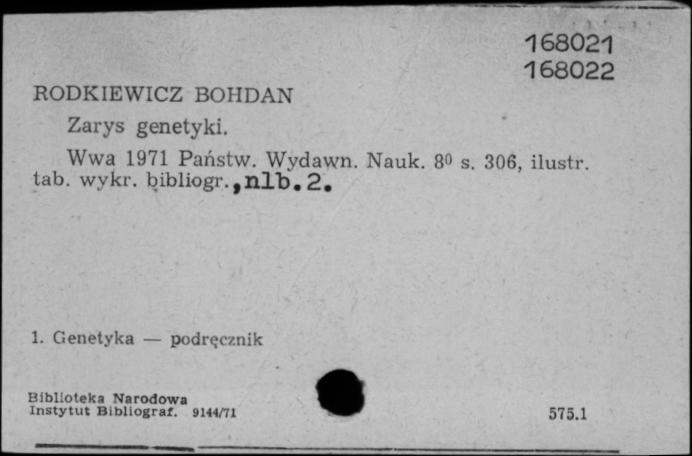 168021
168022
RODKIEWICZ BOHDAN
Zarys genetyki.
Wwa 1971 Państw. Wydawn. Nauk. 8⁰ s. 306, ilustr.
tab. wykr. bibliogr., nlb. 2.
1. Genetyka — podręcznik
Biblioteka Narodowa
Instytut Bibliograf. 9144/71
575.1